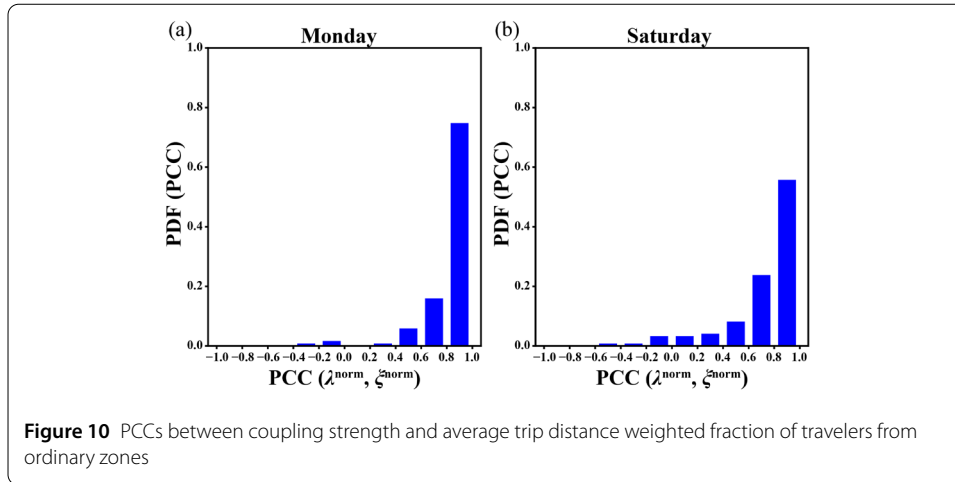 (a)
Monday
1.0
0.8
0.6
0.4
0.2
0.0
PDF (PCC)
−1.0 −0.8 −0.6 −0.4 −0.2 0.0 0.2 0.4 0.6 0.8 1.0
PCC (λ^norm, ξ^norm)
(b)
Saturday
1.0
0.8
0.6
0.4
0.2
0.0
PDF (PCC)
−1.0 −0.8 −0.6 −0.4 −0.2 0.0 0.2 0.4 0.6 0.8 1.0
PCC (λ^norm, ξ^norm)
Figure 10 PCCs between coupling strength and average trip distance weighted fraction of travelers from
ordinary zones